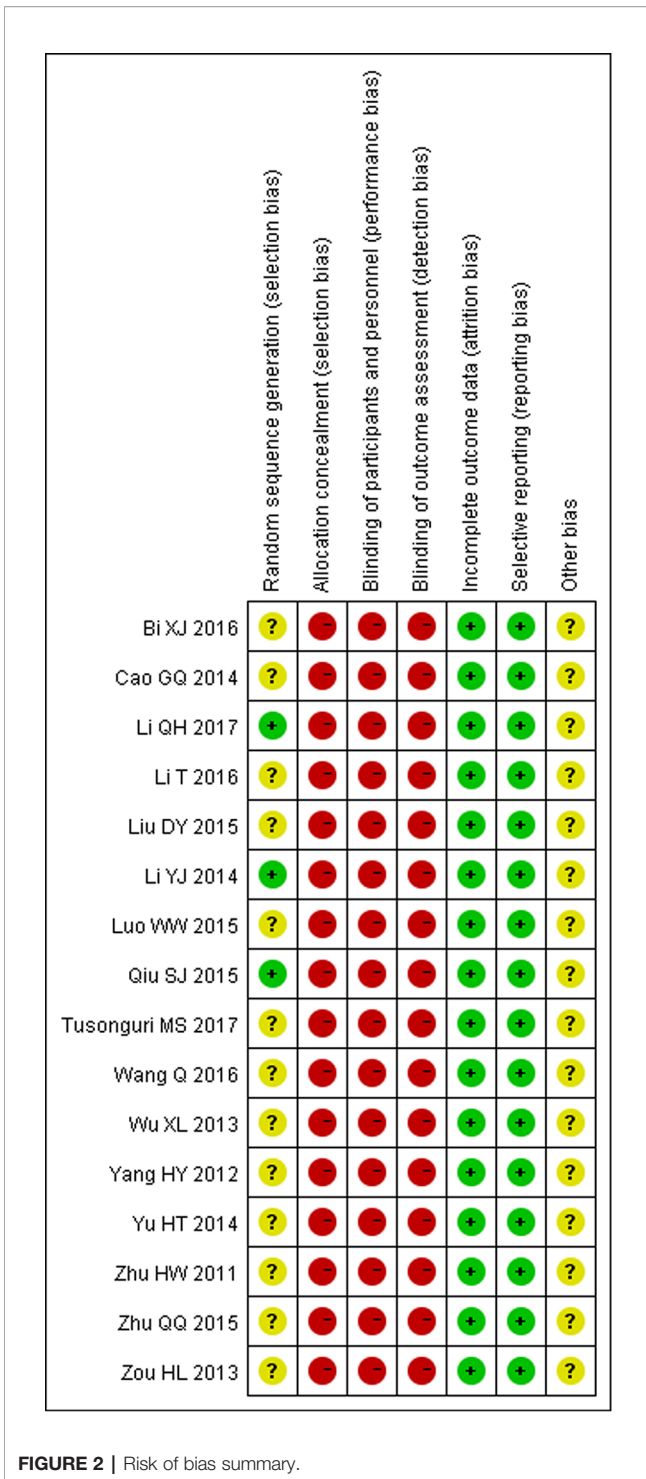 Random sequence generation (selection bias)
Allocation concealment (selection bias)
Blinding of participants and personnel (performance bias)
Blinding of outcome assessment (detection bias)
Incomplete outcome data (attrition bias)
Selective reporting (reporting bias)
Other bias
Bi XJ 2016 ? - - - + + ?
Cao GQ 2014 ? - - - + + ?
Li QH 2017 + - - - + + ?
Li T 2016 ? - - - + + ?
Liu DY 2015 ? - - - + + ?
Li YJ 2014 + - - - + + ?
Luo WW 2015 ? - - - + + ?
Qiu SJ 2015 + - - - + + ?
Tusonguri MS 2017 ? - - - + + ?
Wang Q 2016 ? - - - + + ?
Wu XL 2013 ? - - - + + ?
Yang HY 2012 ? - - - + + ?
Yu HT 2014 ? - - - + + ?
Zhu HW 2011 ? - - - + + ?
Zhu QQ 2015 ? - - - + + ?
Zou HL 2013 ? - - - + + ?
FIGURE 2 | Risk of bias summary.